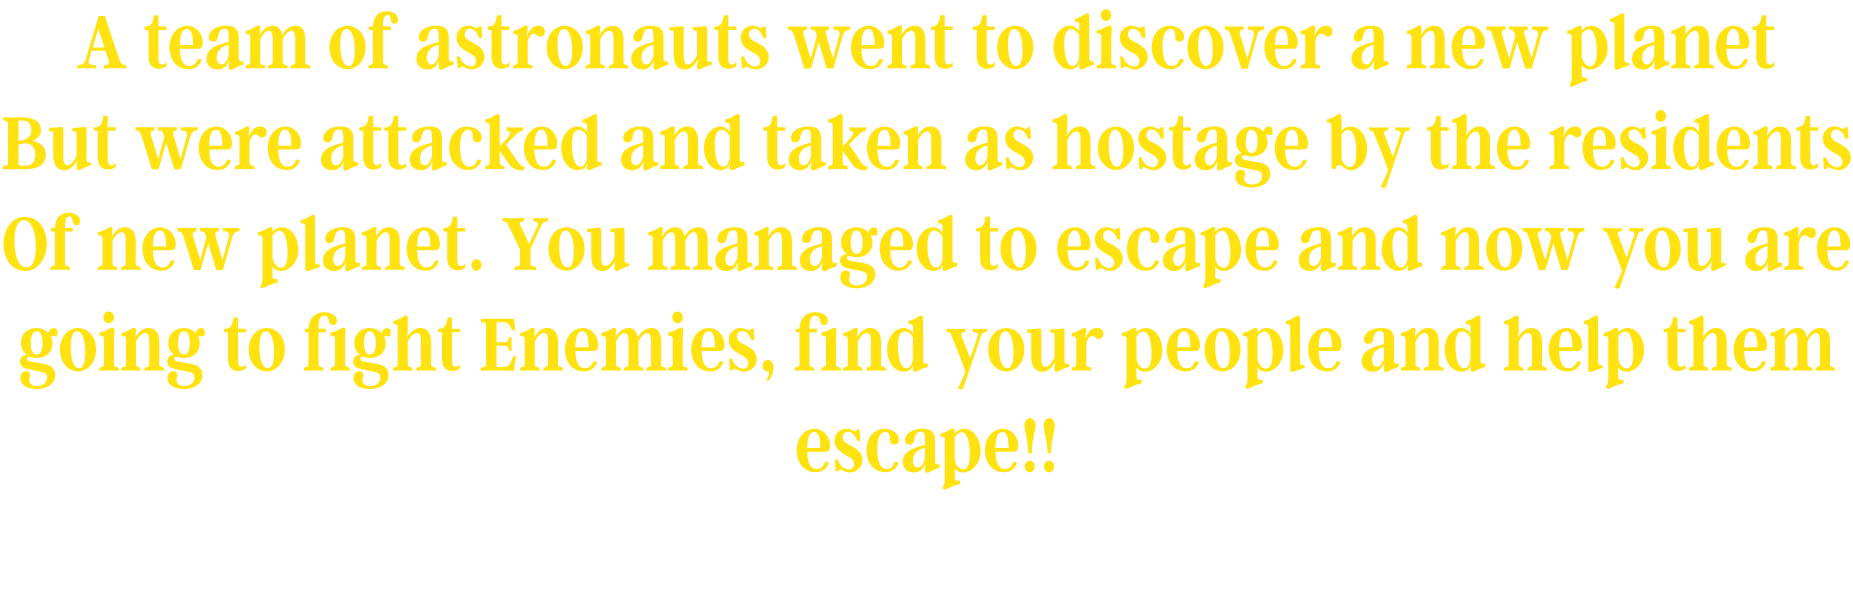 A team of astronauts went to discover a new planet
But were attacked and taken as hostage by the residents
Of new planet. You managed to escape and now you are
going to fight Enemies, find your people and help them
escape!!